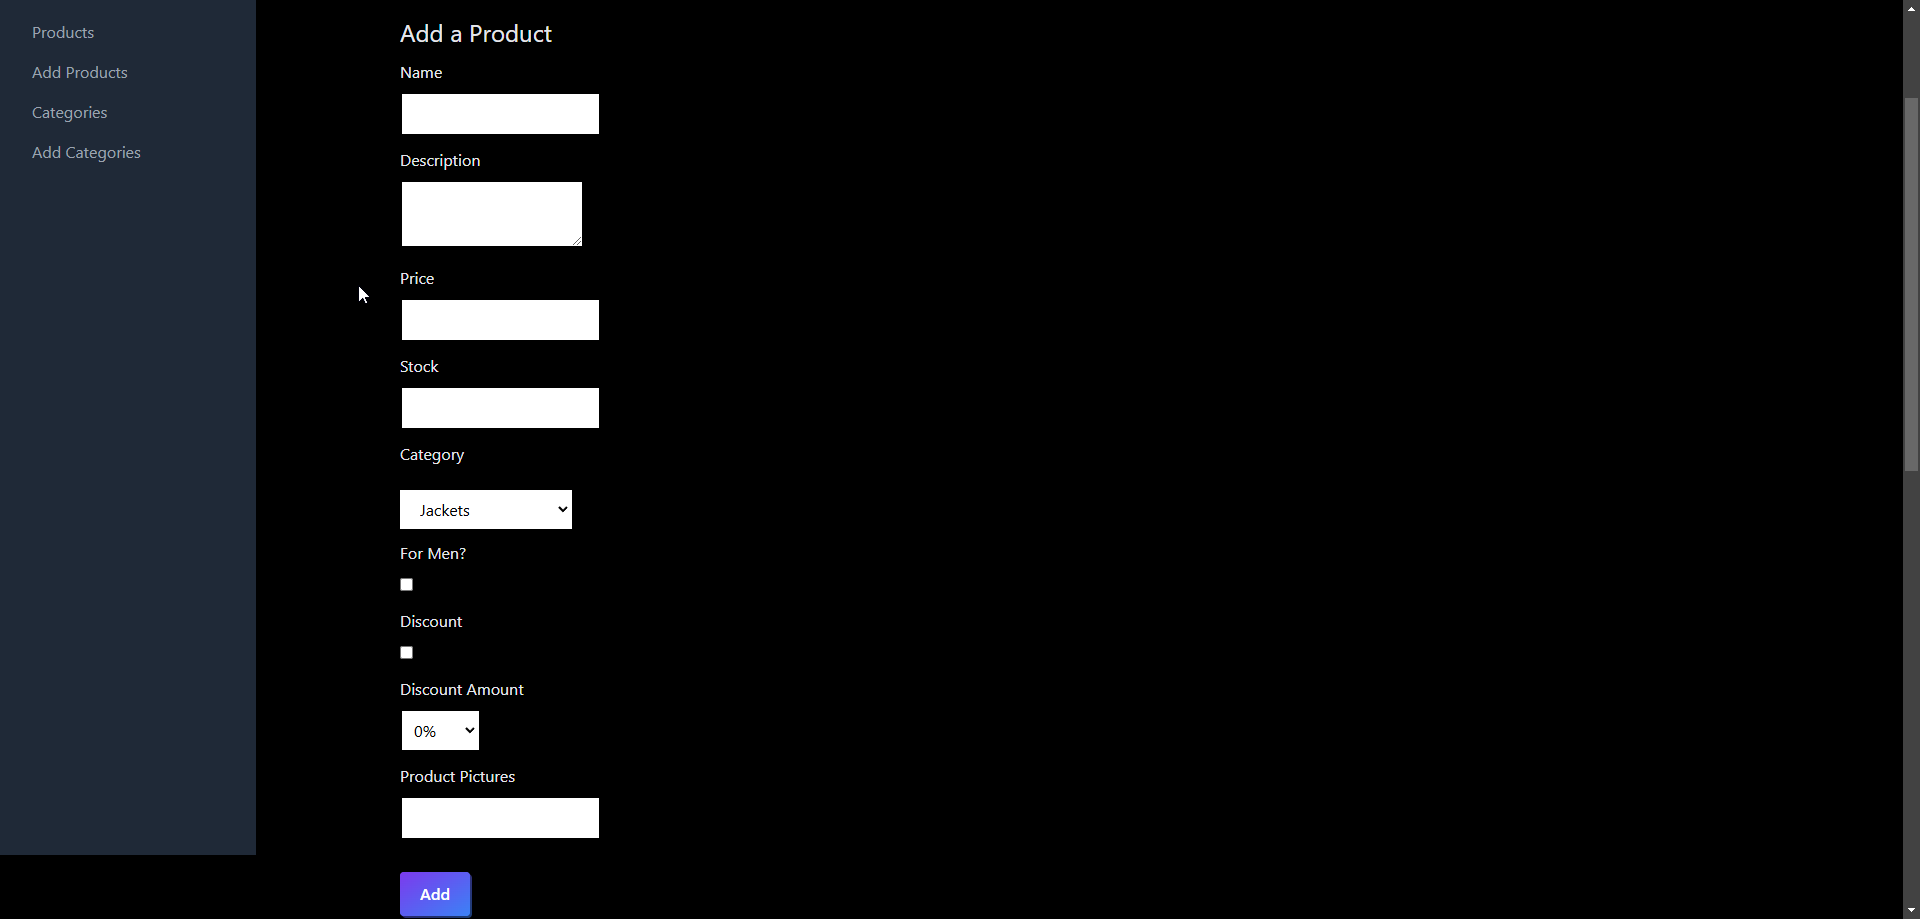 Products
Add Products
Categories
Add Categories
Add a Product
Name
Description
Price
Stock
Category
Jackets
For Men?
Discount
Discount Amount
0%
Product Pictures
Add